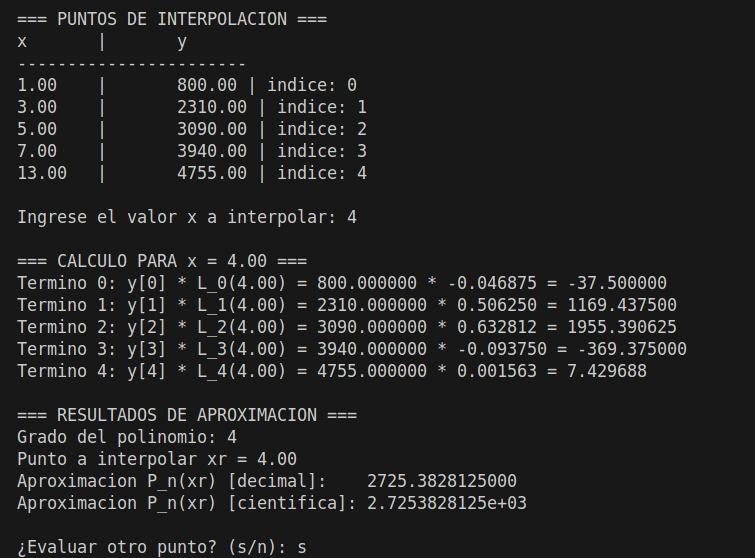 === PUNTOS DE INTERPOLACION ===
x       |       y
-----------------------
1.00    |       800.00 | indice: 0
3.00    |       2310.00 | indice: 1
5.00    |       3090.00 | indice: 2
7.00    |       3940.00 | indice: 3
13.00   |       4755.00 | indice: 4
Ingrese el valor x a interpolar: 4
=== CALCULO PARA x = 4.00 ===
Termino 0: y[0] * L_0(4.00) = 800.000000 * -0.046875 = -37.500000
Termino 1: y[1] * L_1(4.00) = 2310.000000 * 0.506250 = 1169.437500
Termino 2: y[2] * L_2(4.00) = 3090.000000 * 0.632812 = 1955.390625
Termino 3: y[3] * L_3(4.00) = 3940.000000 * -0.093750 = -369.375000
Termino 4: y[4] * L_4(4.00) = 4755.000000 * 0.001563 = 7.429688
=== RESULTADOS DE APROXIMACION ===
Grado del polinomio: 4
Punto a interpolar xr = 4.00
Aproximacion P_n(xr) [decimal]:    2725.3828125000
Aproximacion P_n(xr) [cientifica]: 2.7253828125e+03
¿Evaluar otro punto? (s/n): s